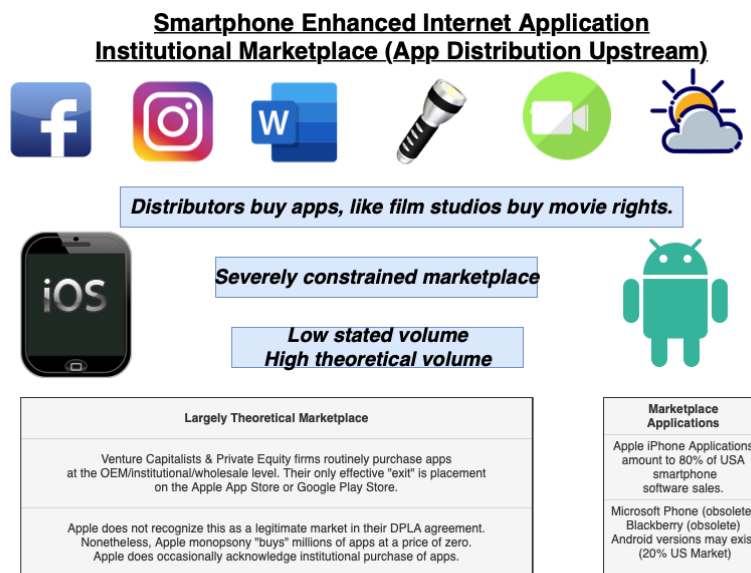 Smartphone Enhanced Internet Application
Institutional Marketplace (App Distribution Upstream)
f
W
Distributors buy apps, like film studios buy movie rights.
iOS
Severely constrained marketplace
Low stated volume
High theoretical volume
Largely Theoretical Marketplace
Venture Capitalists & Private Equity firms routinely purchase apps
at the OEM/institutional/wholesale level. Their only effective "exit" is placement
on the Apple App Store or Google Play Store.
Apple does not recognize this as a legitimate market in their DPLA agreement.
Nonetheless, Apple monopsony "buys" millions of apps at a price of zero.
Apple does occasionally acknowledge institutional purchase of apps.
Marketplace
Applications
Apple iPhone Applications
amount to 80% of USA
smartphone
software sales.
Microsoft Phone (obsolete
Blackberry (obsolete)
Android versions may exis
(20% US Market)